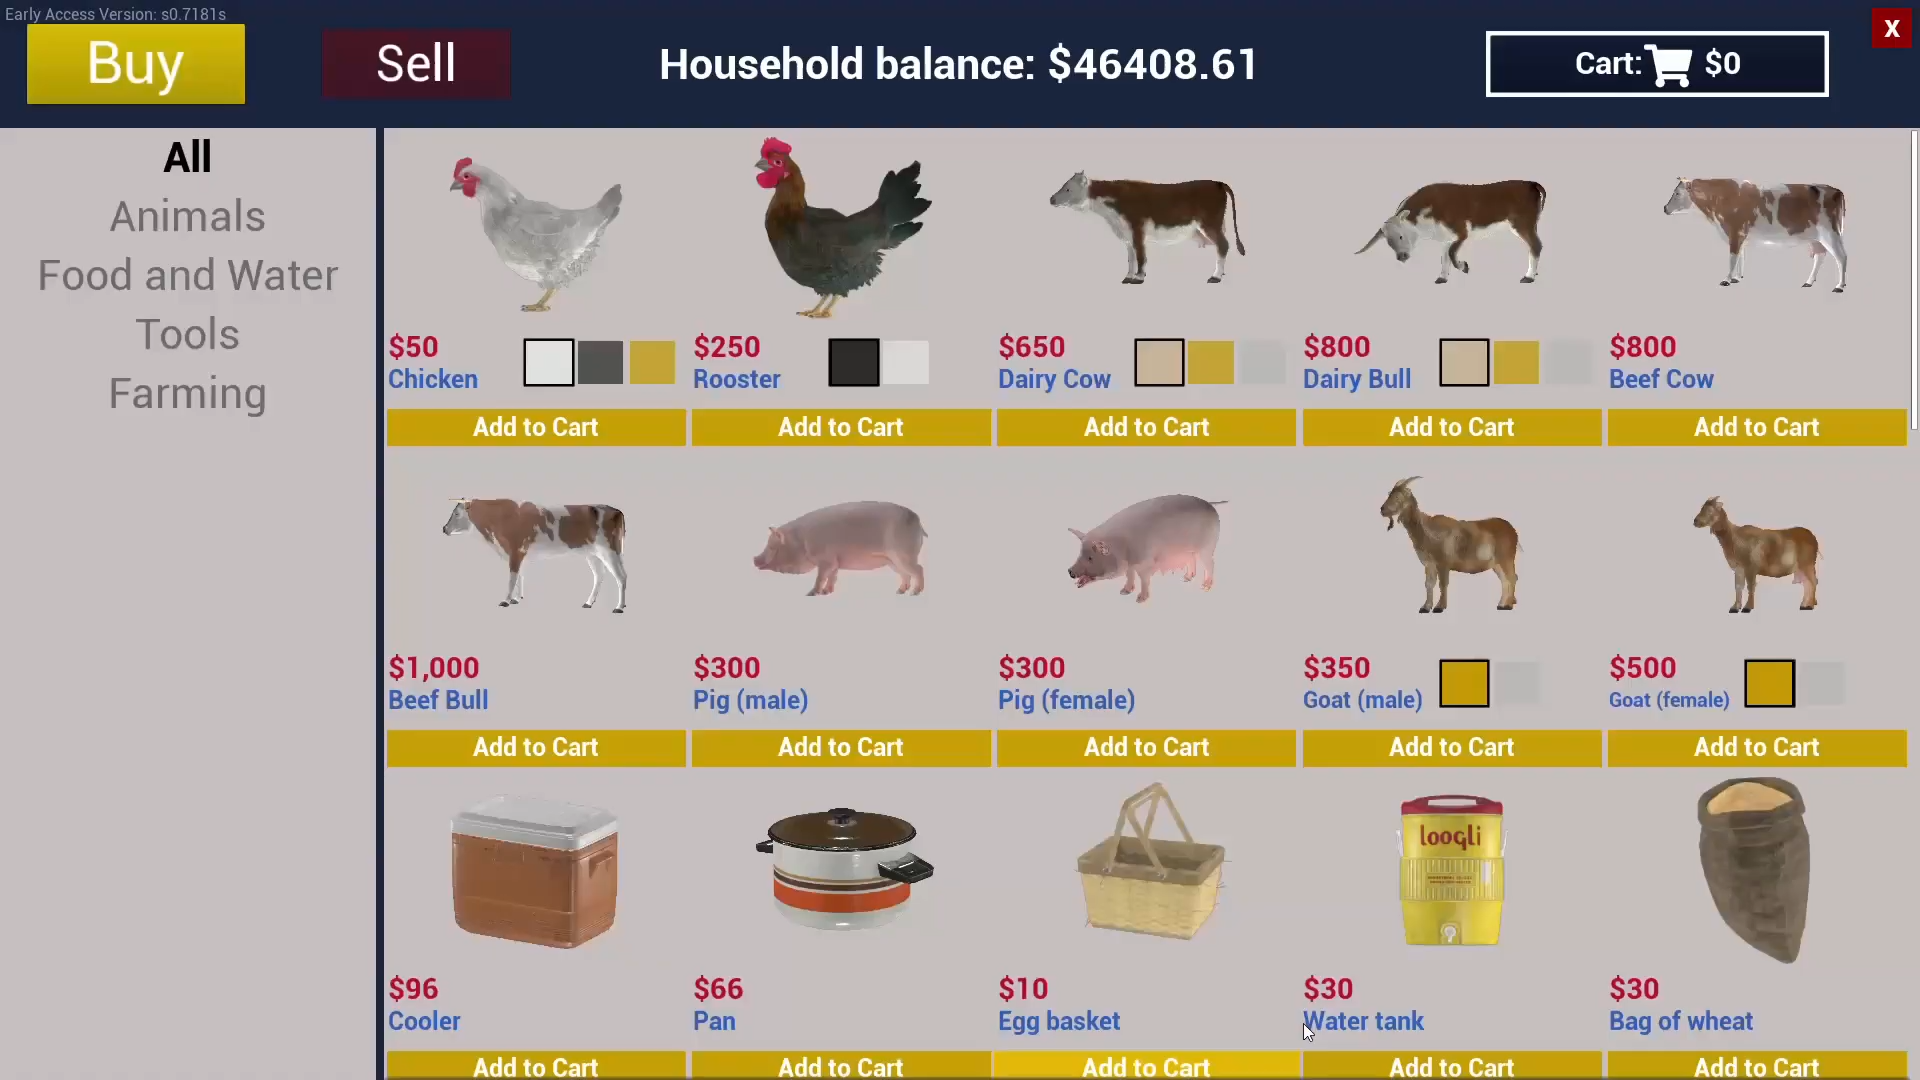 Early Access Version: s0.7181s
Buy
Sell
Household balance: $46408.61
Cart: $0
X
All
Animals
Food and Water
Tools
Farming
$50
Chicken
Add to Cart
$250
Rooster
Add to Cart
$650
Dairy Cow
Add to Cart
$800
Dairy Bull
Add to Cart
$800
Beef Cow
Add to Cart
$1,000
Beef Bull
Add to Cart
$300
Pig (male)
Add to Cart
$300
Pig (female)
Add to Cart
$350
Goat (male)
Add to Cart
$500
Goat (female)
Add to Cart
$96
Cooler
Add to Cart
$66
Pan
Add to Cart
$10
Egg basket
Add to Cart
loogli
$30
Water tank
Add to Cart
$30
Bag of wheat
Add to Cart